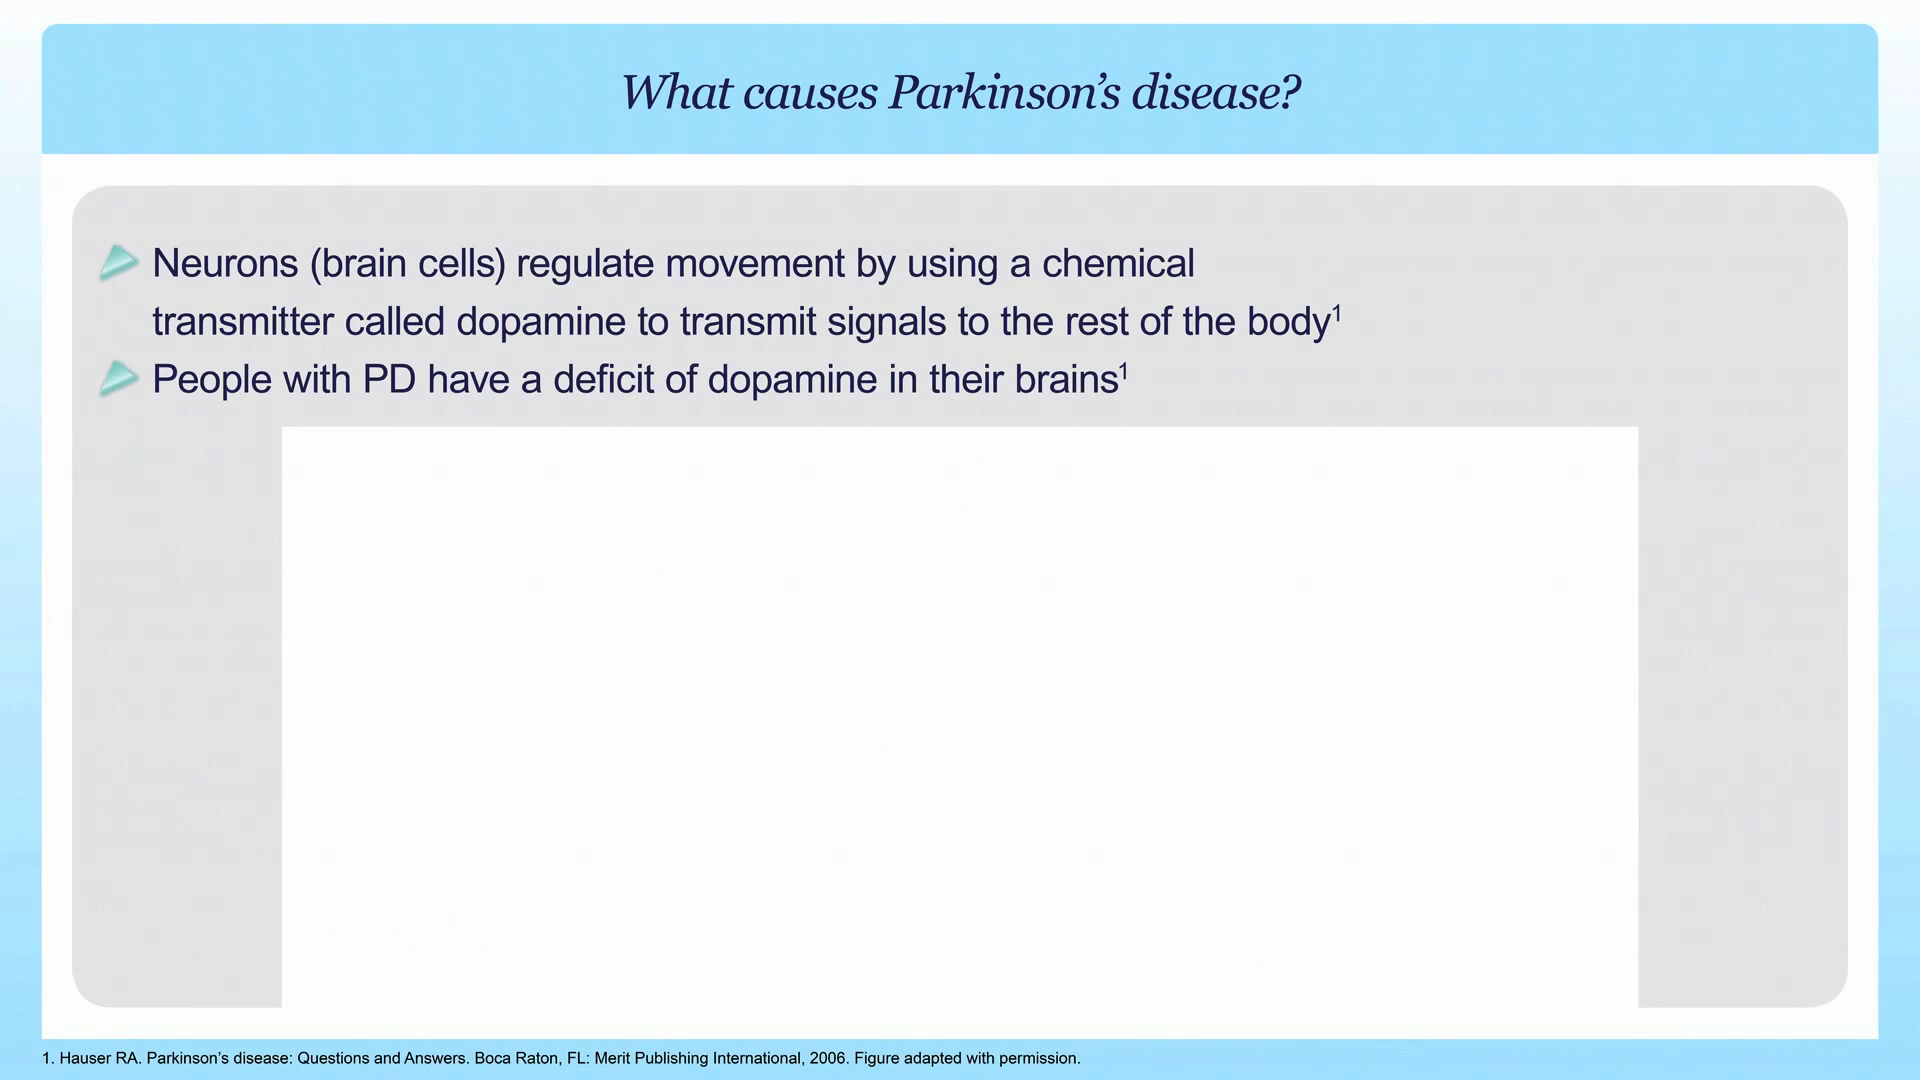 What causes Parkinson’s disease?
Neurons (brain cells) regulate movement by using a chemical
transmitter called dopamine to transmit signals to the rest of the body¹
People with PD have a deficit of dopamine in their brains¹
1. Hauser RA. Parkinson’s disease: Questions and Answers. Boca Raton, FL: Merit Publishing International, 2006. Figure adapted with permission.